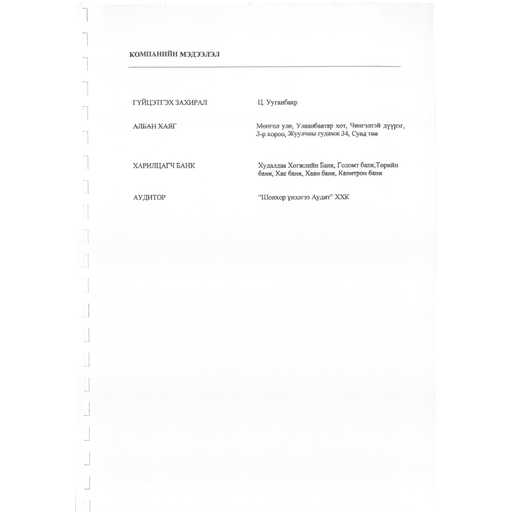 КОМПАНИЙН МЭДЭЭЛЭЛ
ГҮЙЦЭТГЭХ ЗАХИРАЛ
Ц. Ууганбаяр
АЛБАН ХАЯГ
Монгол улс, Улаанбаатар хот, Чингэлтэй дүүрэг,
3-р хороо, Жуулчны гудамж 34, Суад төв
ХАРИЛЦАГЧ БАНК
Худалдаа Хөгжлийн Банк, Голомт банк,Төрийн
банк, Хас банк, Хаан банк, Капитрон банк
АУДИТОР
"Шонхор үнэлгээ Аудит" ХХК